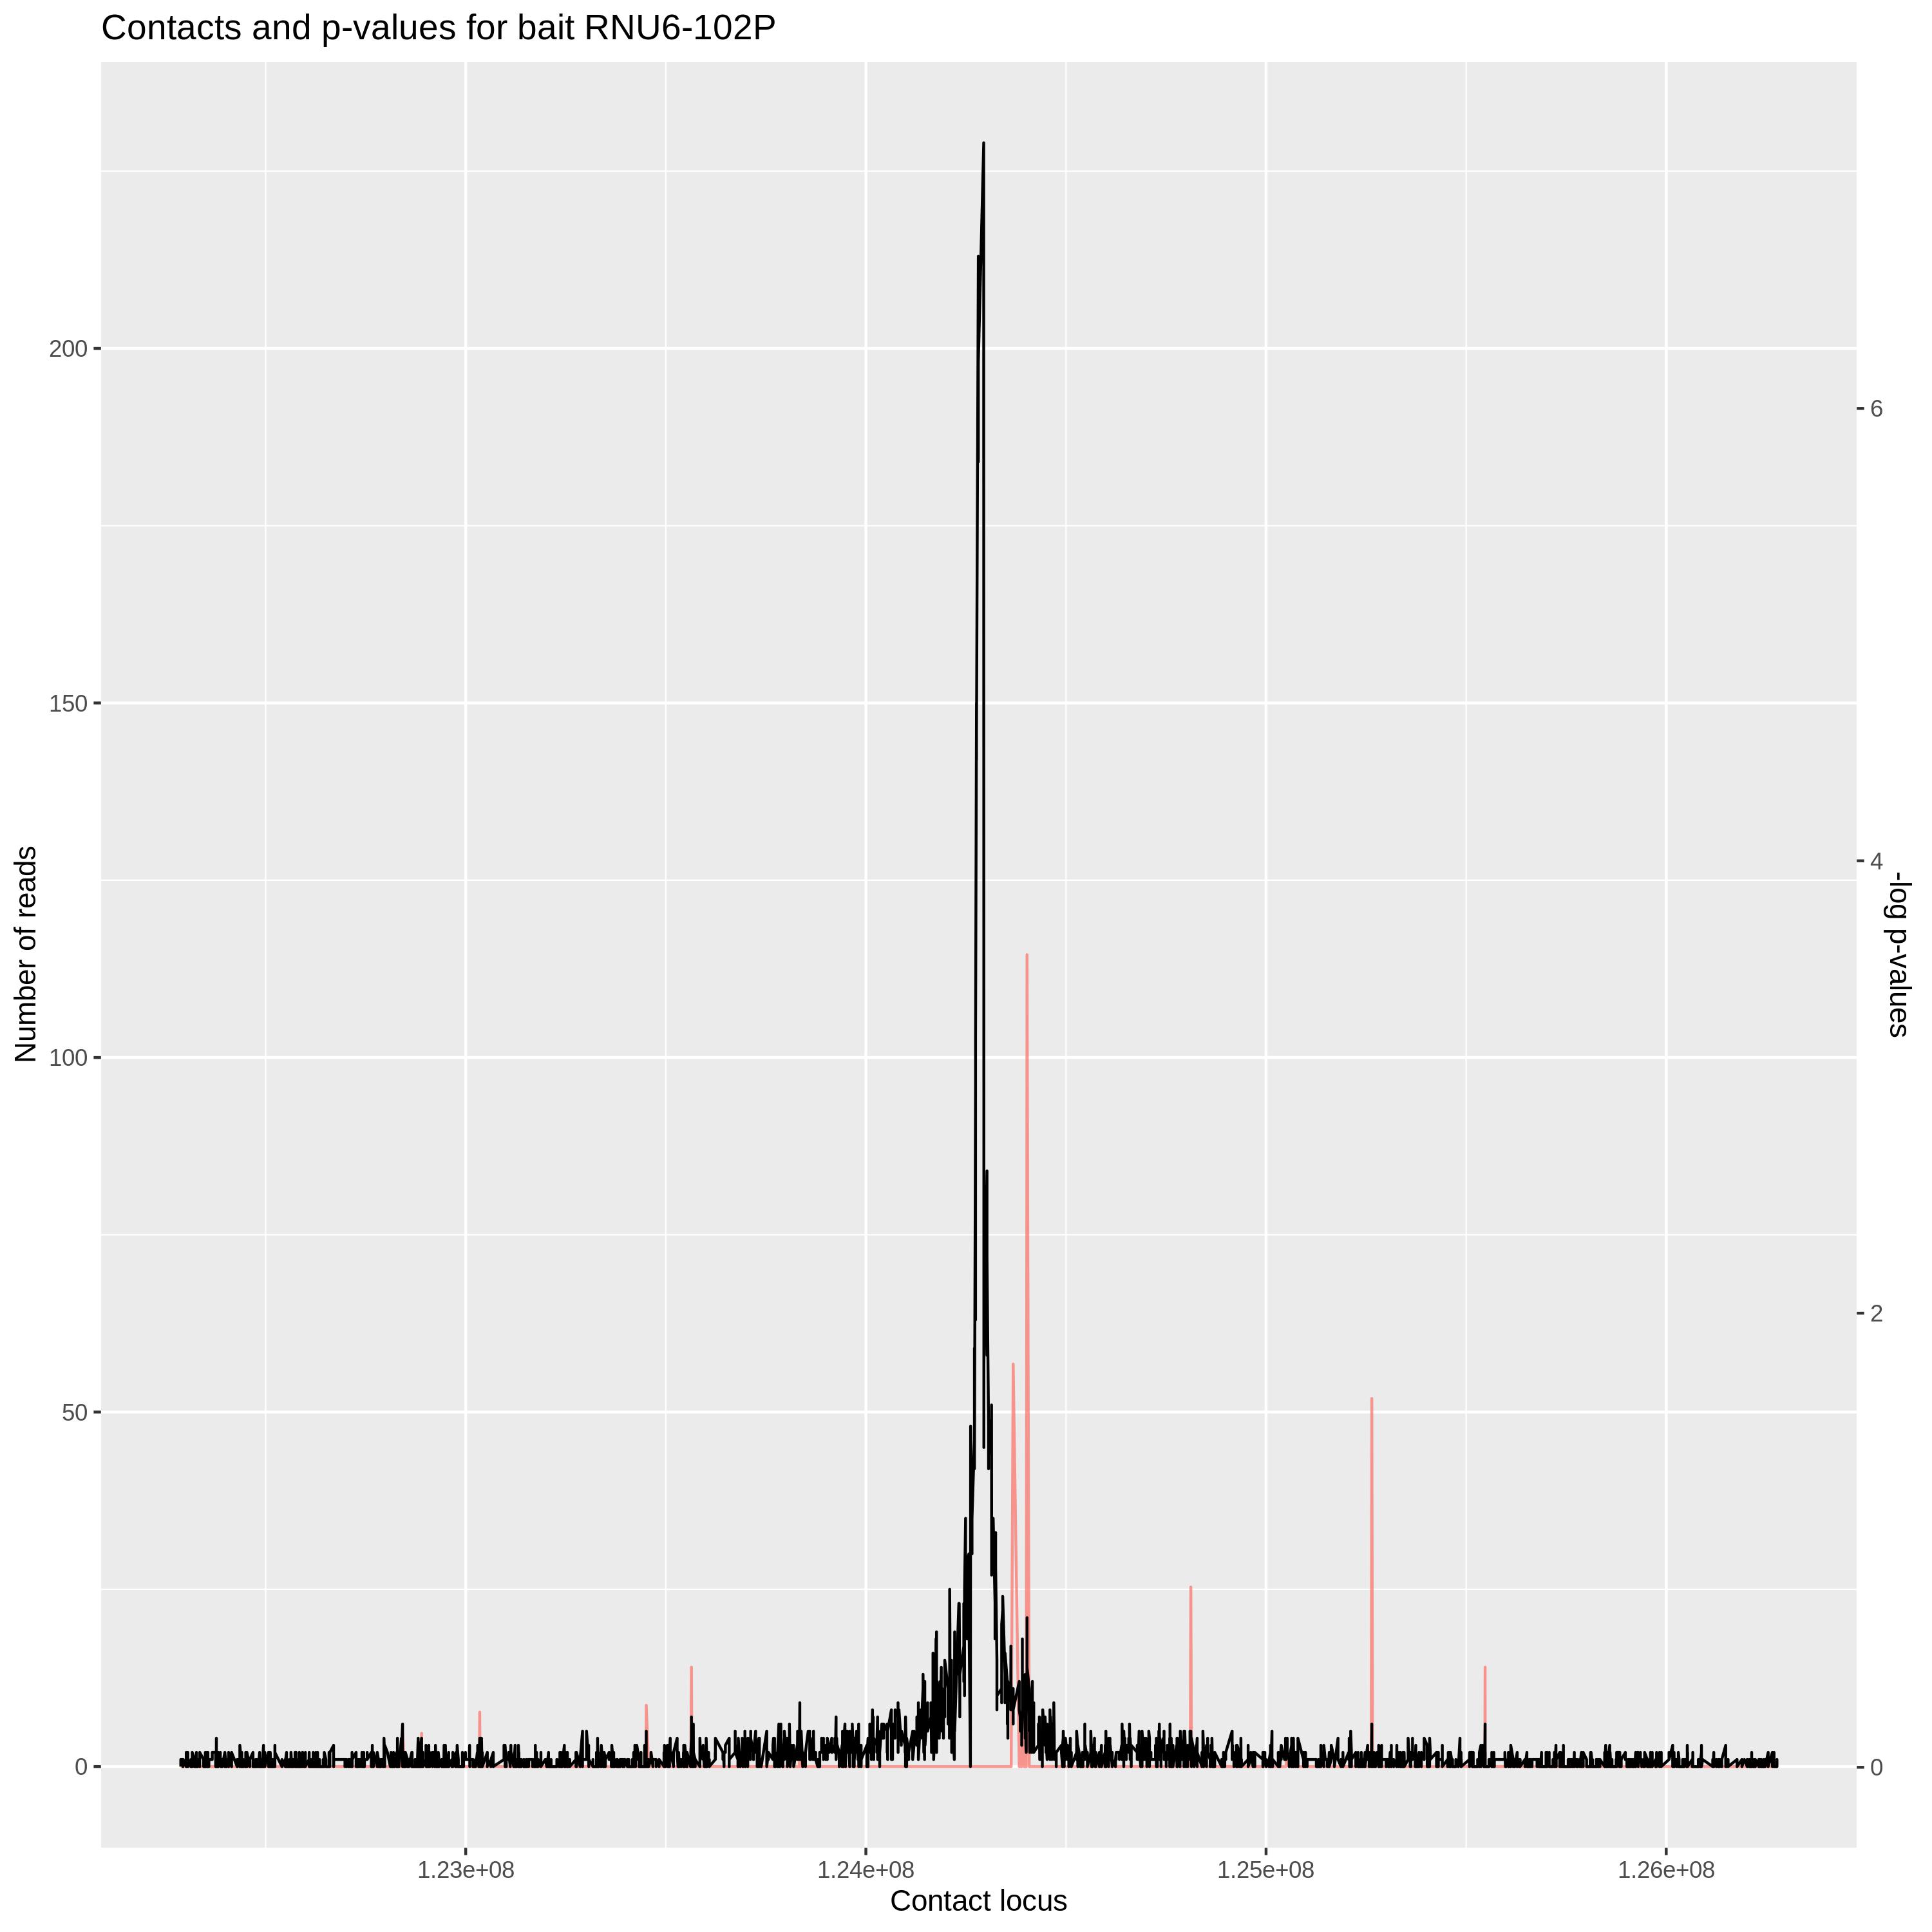 Contacts and p-values for bait RNU6-102P
Number of reads
200
150
100
50
0
6
4
2
0
-log p-values
1.23e+08 1.24e+08 1.25e+08 1.26e+08
Contact locus